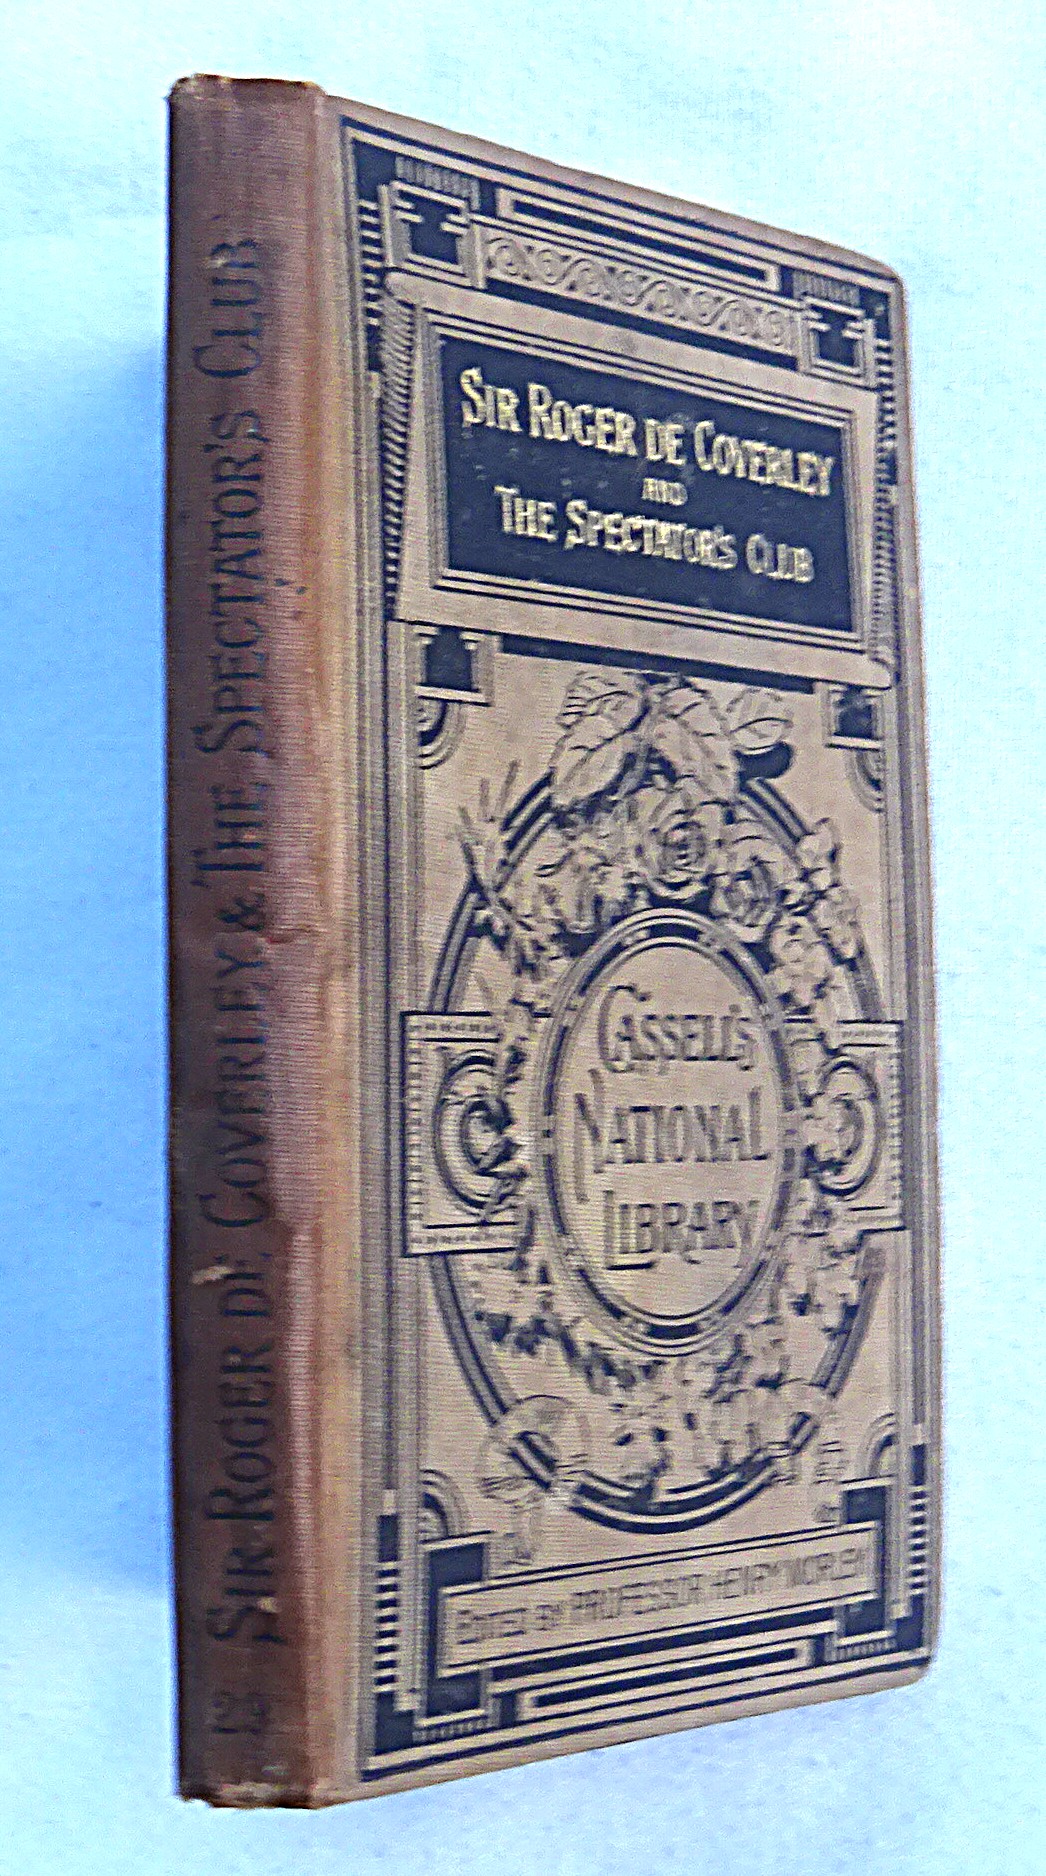 SIR ROGER DE COVERLEY & THE SPECTATOR'S CLUB
SIR ROGER DE COVERLEY
AND
THE SPECTATOR'S CLUB
CASSELL'S
NATIONAL
LIBRARY
EDITED BY PROFESSOR HENRY MORLEY